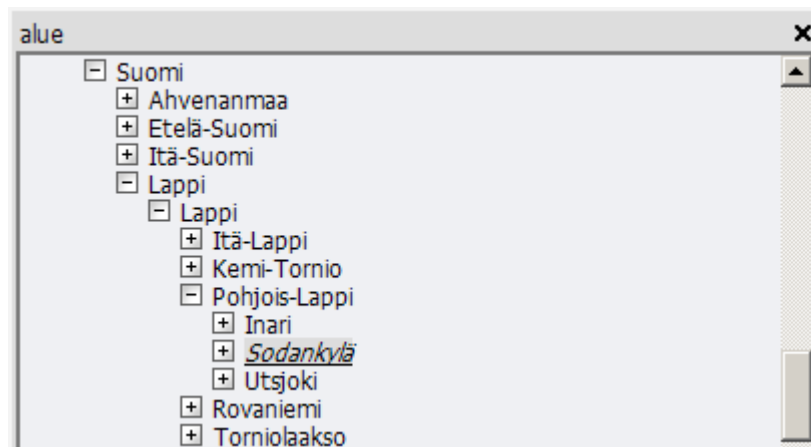 alue
Suomi
Ahvenanmaa
Etelä-Suomi
Itä-Suomi
Lappi
Lappi
Itä-Lappi
Kemi-Tornio
Pohjois-Lappi
Inari
Sodankylä
Utsjoki
Rovaniemi
Torniolaakso